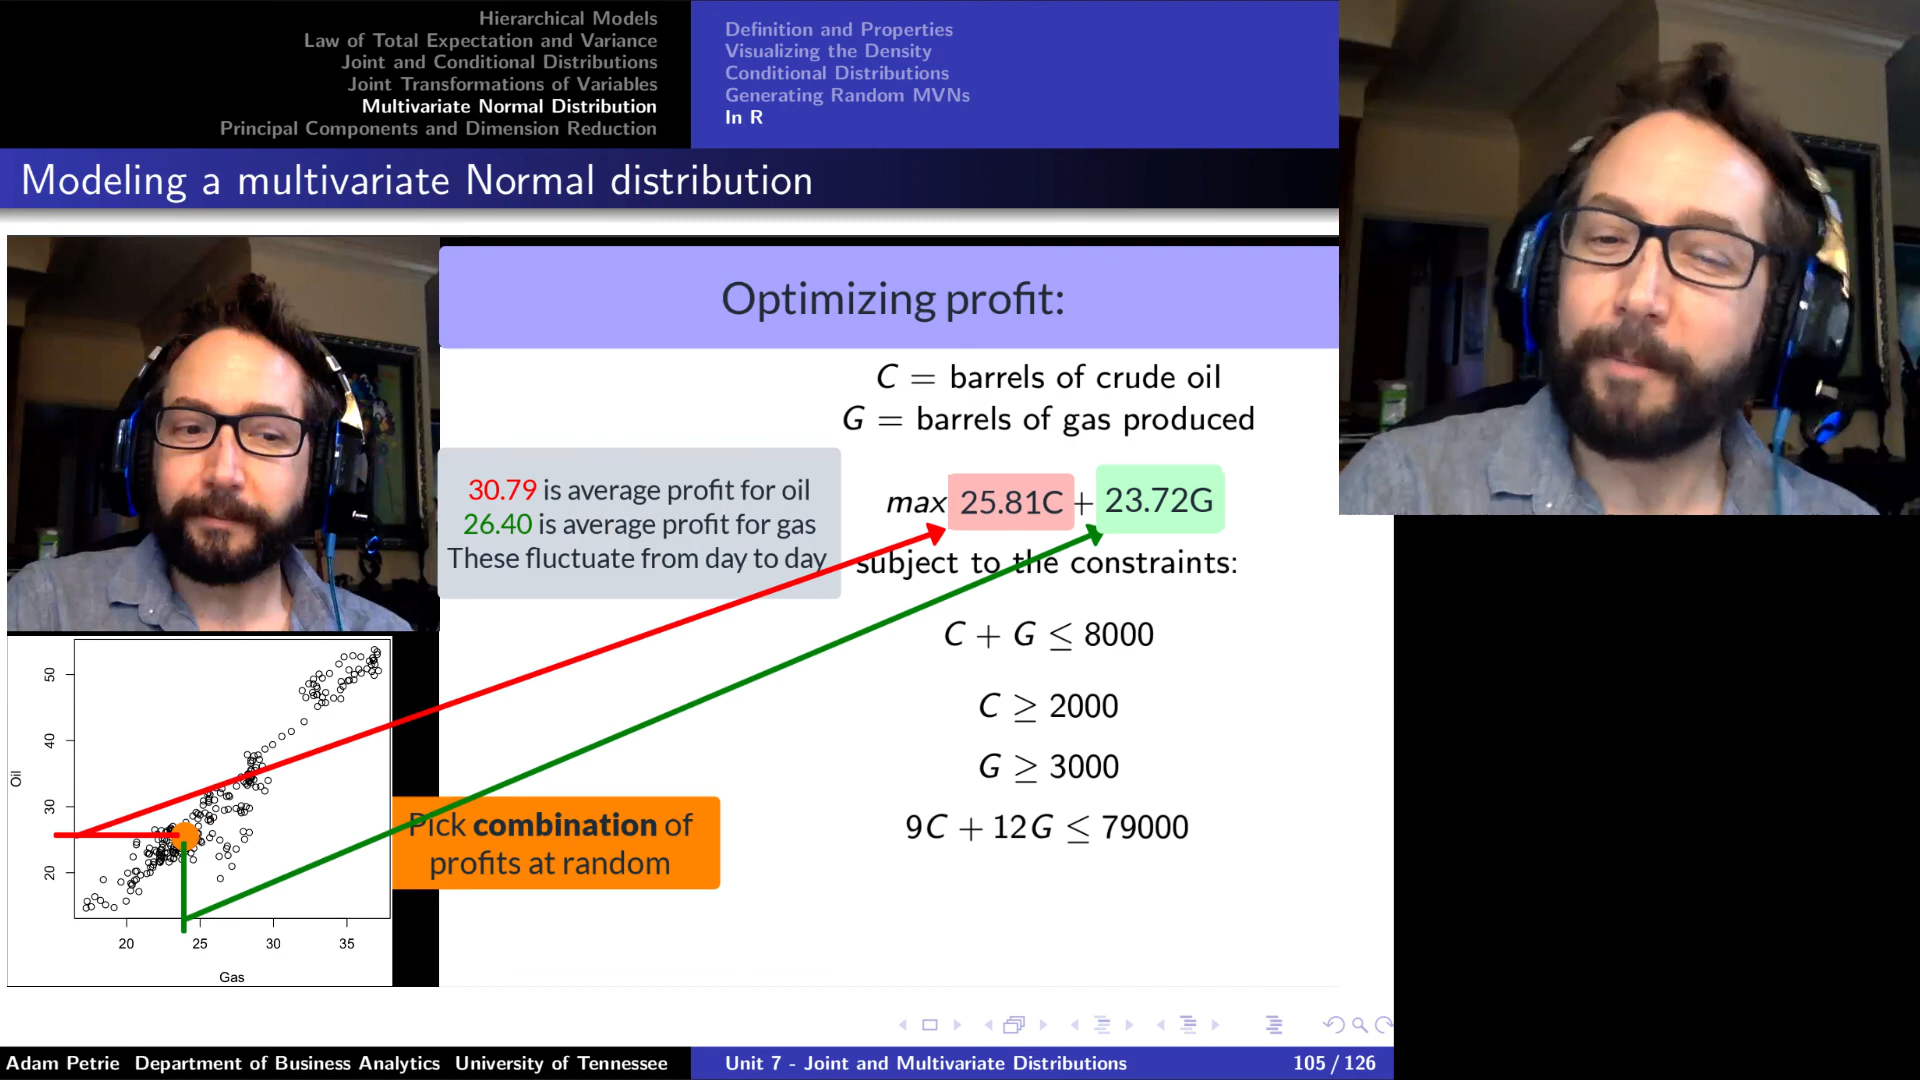 Hierarchical Models
Law of Total Expectation and Variance
Joint and Conditional Distributions
Joint Transformations of Variables
Multivariate Normal Distribution
Principal Components and Dimension Reduction
Definition and Properties
Visualizing the Density
Conditional Distributions
Generating Random MVNs
In R
Modeling a multivariate Normal distribution
Optimizing profit:
C = barrels of crude oil
G = barrels of gas produced
30.79 is average profit for oil
26.40 is average profit for gas
These fluctuate from day to day
max 25.81C + 23.72G
subject to the constraints:
C + G ≤ 8000
C ≥ 2000
G ≥ 3000
9C + 12G ≤ 79000
Pick combination of
profits at random
50
40
30
20
Oil
20 25 30 35
Gas
Adam Petrie Department of Business Analytics University of Tennessee
Unit 7 - Joint and Multivariate Distributions
105 / 126